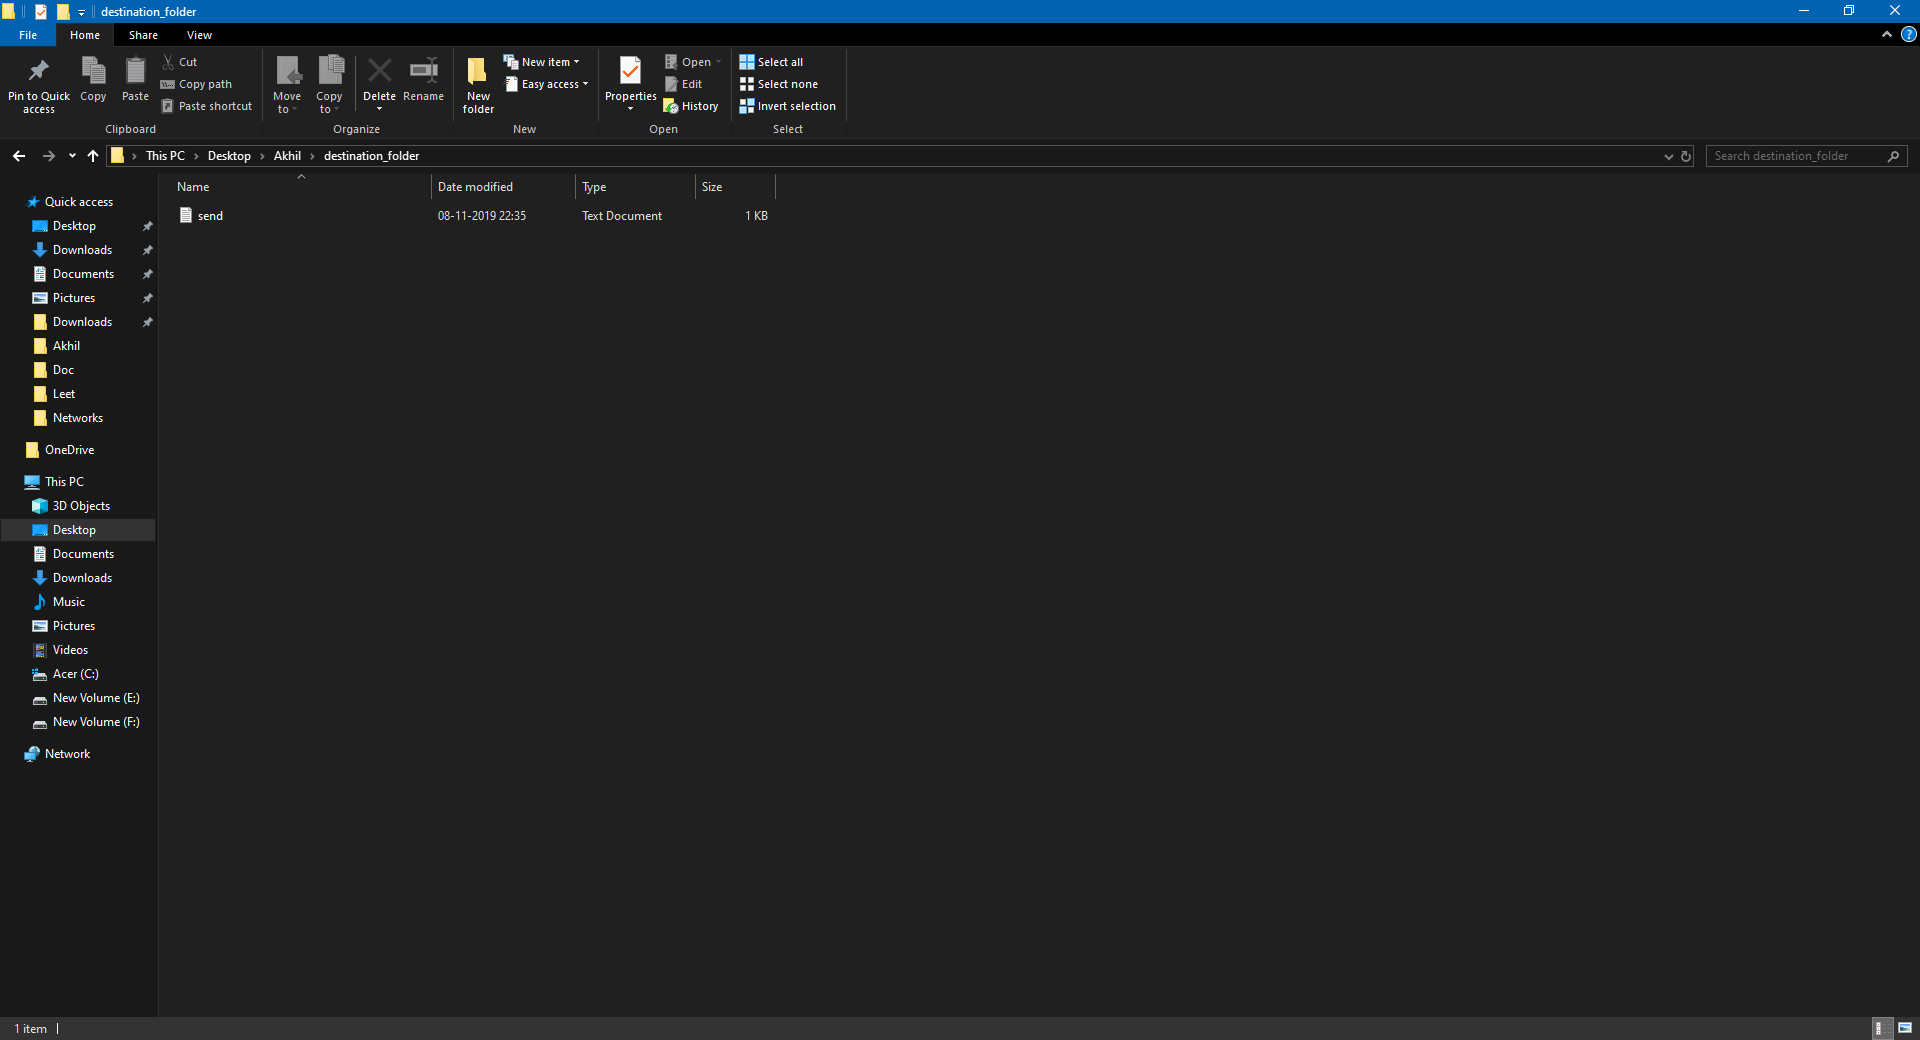 destination_folder
File Home Share View
Pin to Quick access
Copy
Paste
Cut
Copy path
Paste shortcut
Clipboard
Move to
Copy to
Delete
Rename
Organize
New folder
New item
Easy access
New
Properties
Open
Edit
History
Open
Select all
Select none
Invert selection
Select
This PC > Desktop > Akhil > destination_folder
Search destination_folder
Name Date modified Type Size
send 08-11-2019 22:35 Text Document 1 KB
Quick access
Desktop
Downloads
Documents
Pictures
Downloads
Akhil
Doc
Leet
Networks
OneDrive
This PC
3D Objects
Desktop
Documents
Downloads
Music
Pictures
Videos
Acer (C:)
New Volume (E:)
New Volume (F:)
Network
1 item